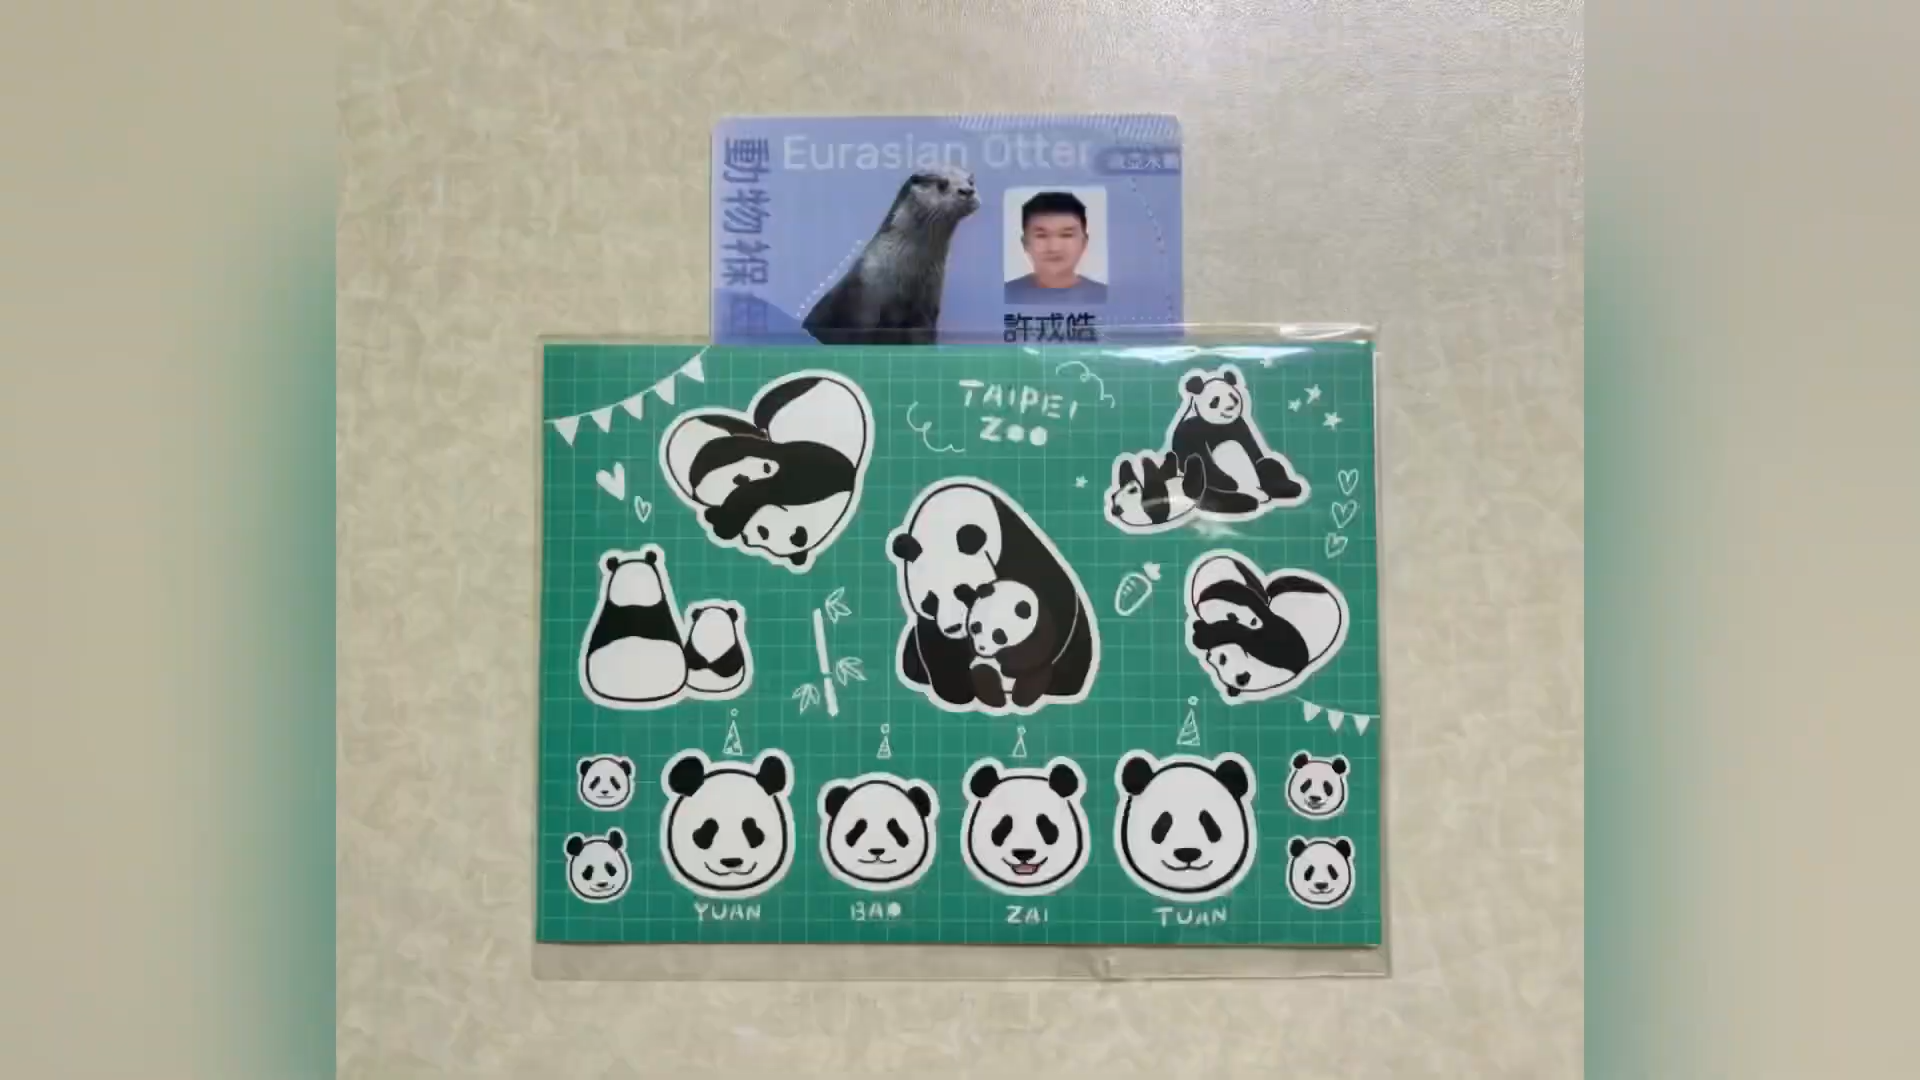 Eurasian Otter
動物保
許戎皓
TAIPEI
ZOO
YUAN
BAO
ZAI
TUAN